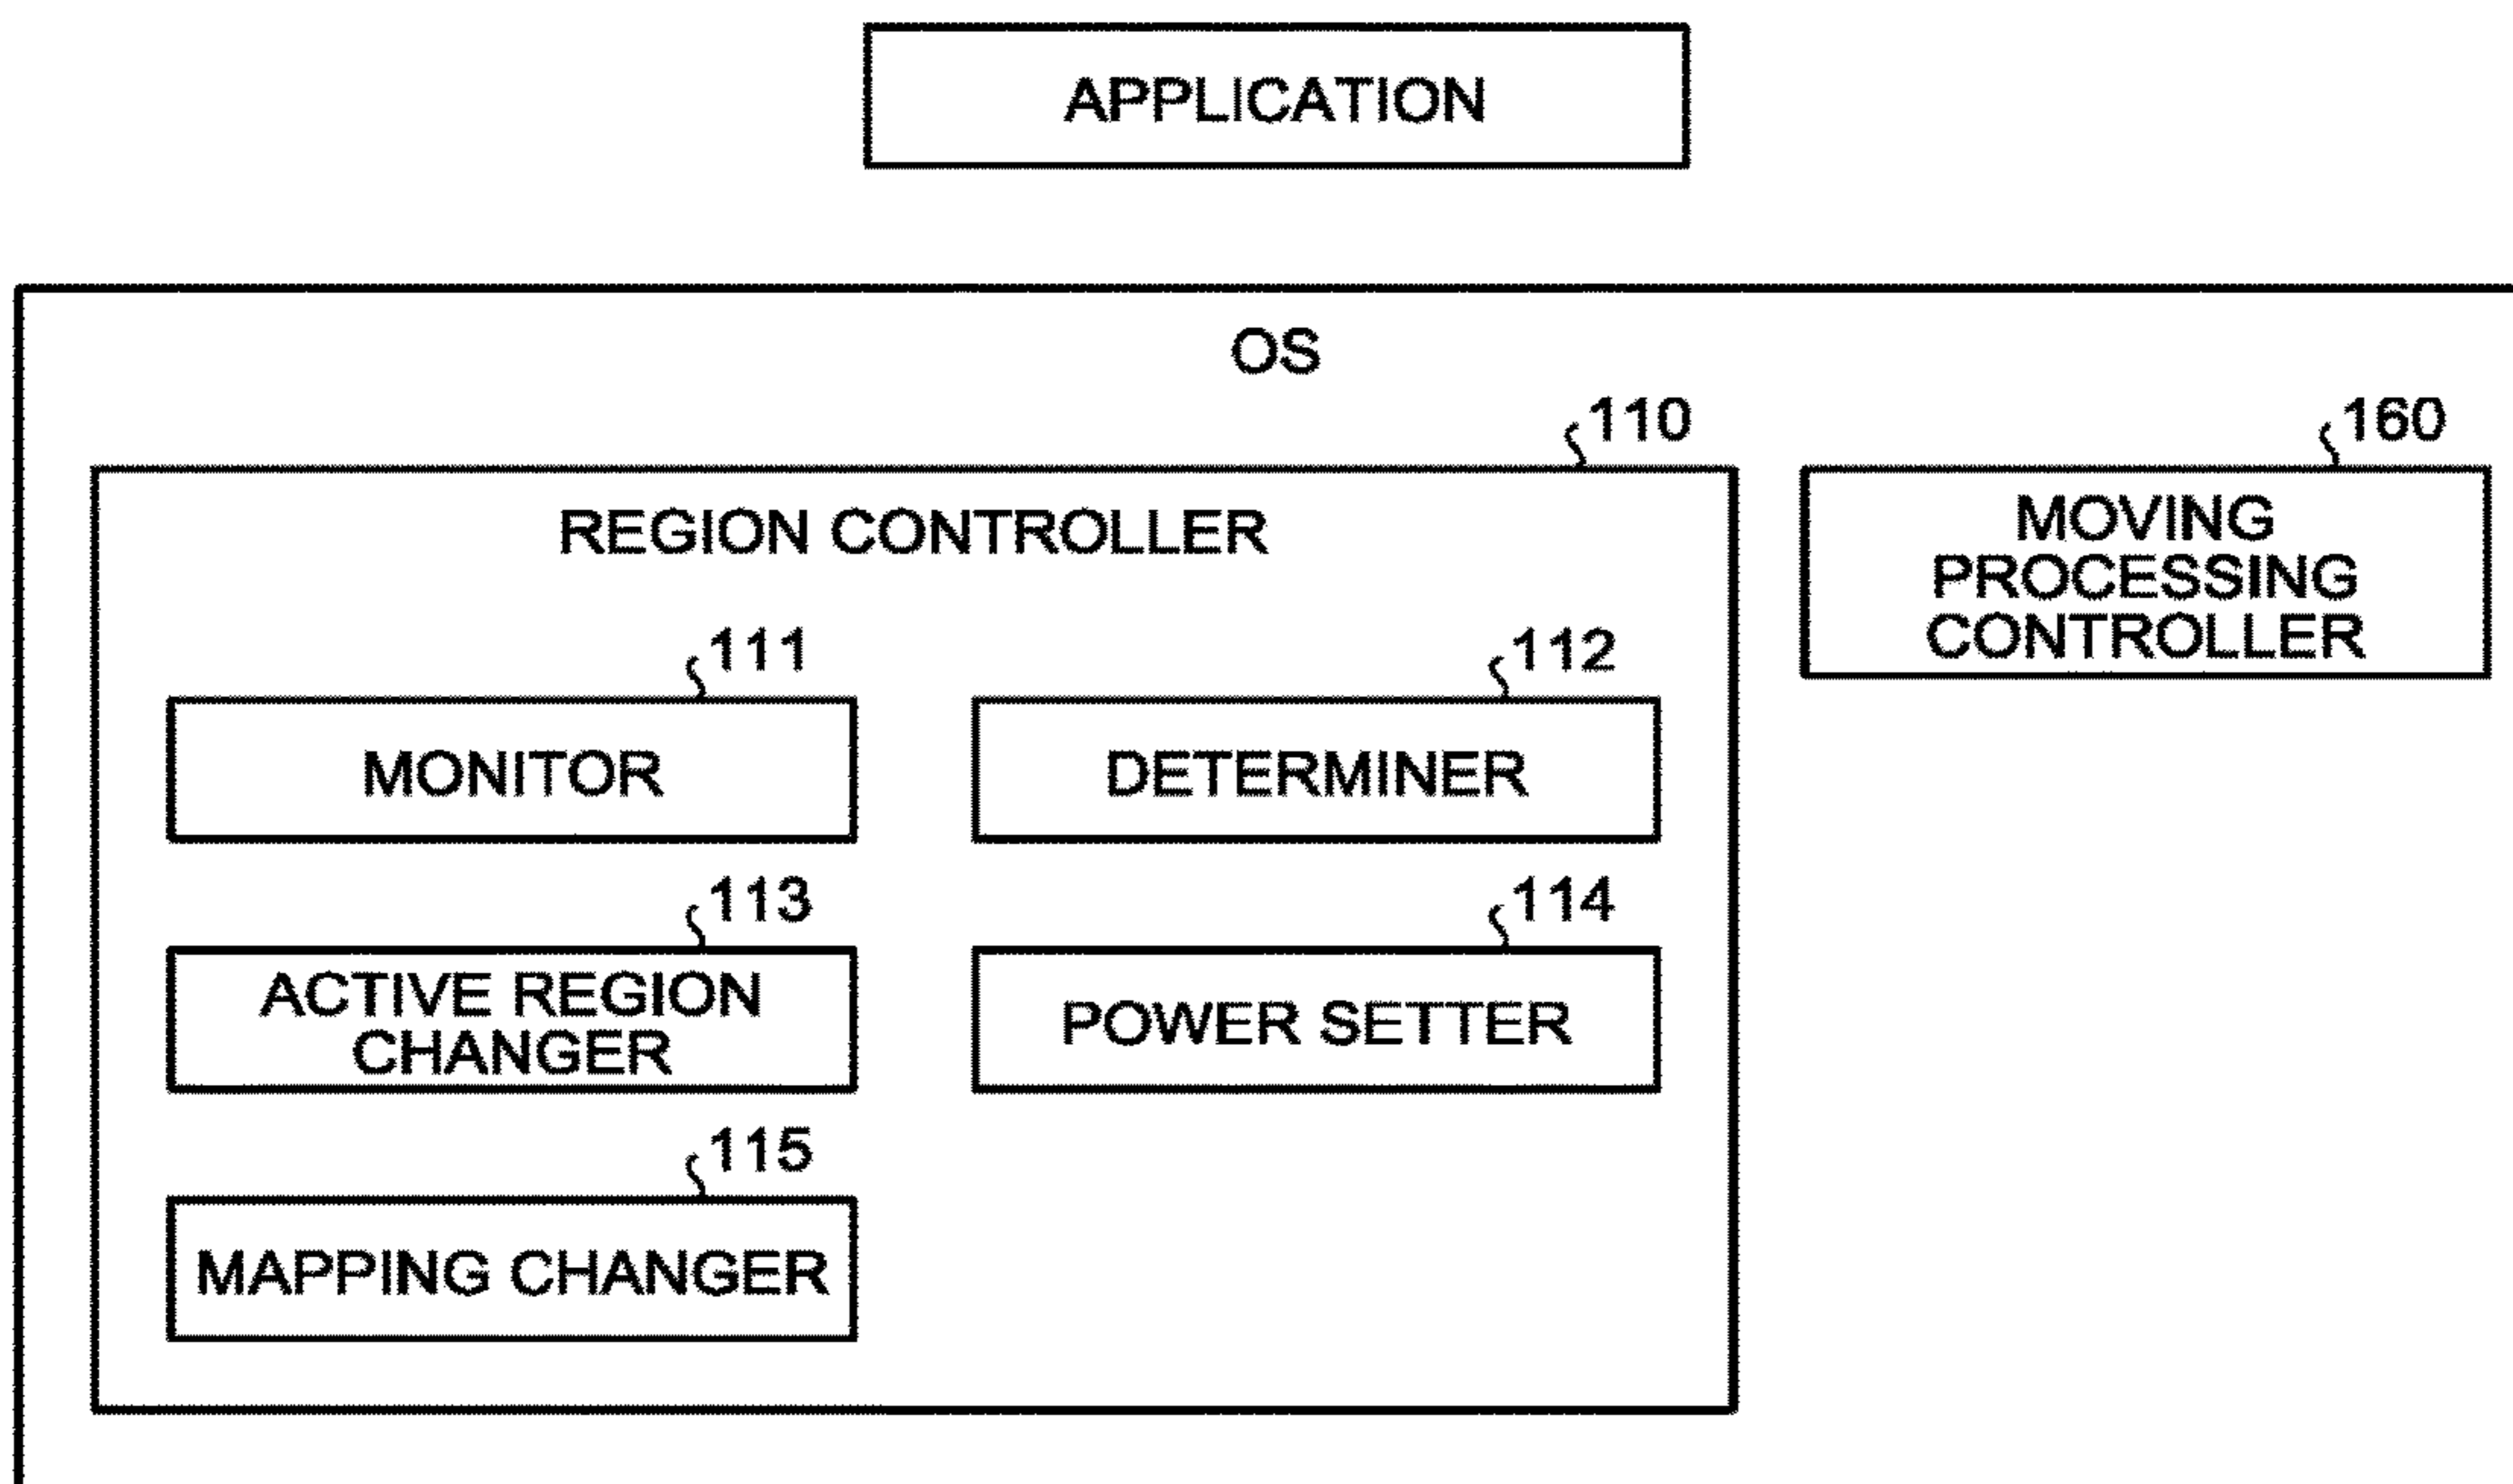 APPLICATION
OS
110
160
REGION CONTROLLER
MOVING
PROCESSING
CONTROLLER
111
112
MONITOR
DETERMINER
113
114
ACTIVE REGION
CHANGER
POWER SETTER
115
MAPPING CHANGER